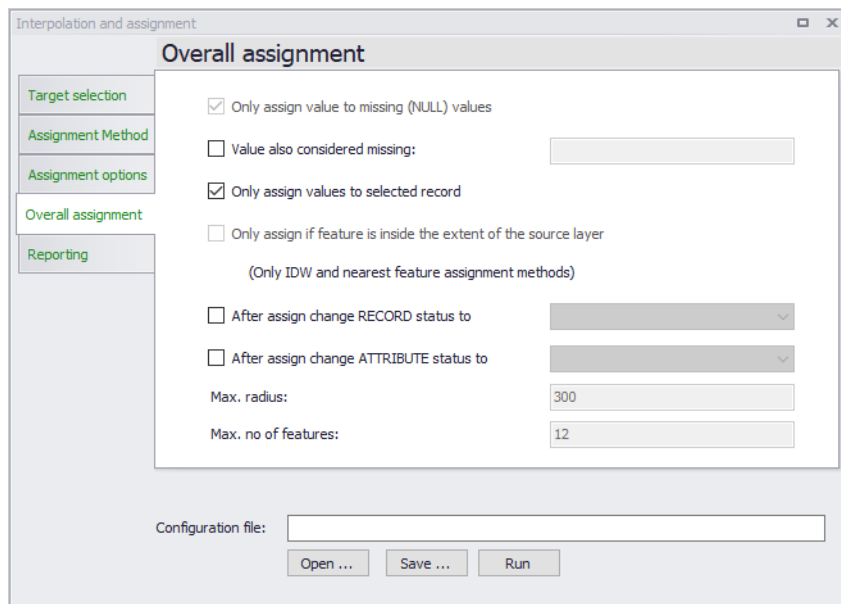 Interpolation and assignment
Overall assignment
Target selection
Assignment Method
Assignment options
Overall assignment
Reporting
Only assign value to missing (NULL) values
Value also considered missing:
Only assign values to selected record
Only assign if feature is inside the extent of the source layer
(Only IDW and nearest feature assignment methods)
After assign change RECORD status to
After assign change ATTRIBUTE status to
Max. radius: 300
Max. no of features: 12
Configuration file:
Open ... Save ... Run